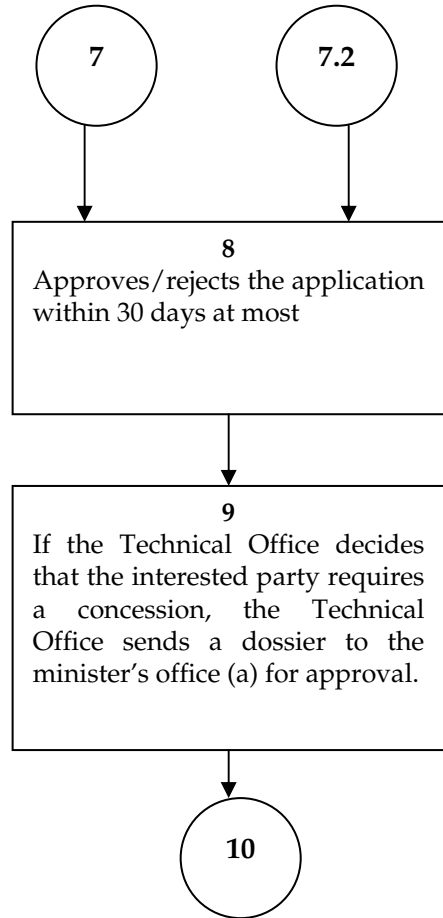 7
7.2
8
Approves/rejects the application
within 30 days at most
9
If the Technical Office decides
that the interested party requires
a concession, the Technical
Office sends a dossier to the
minister’s office (a) for approval.
10